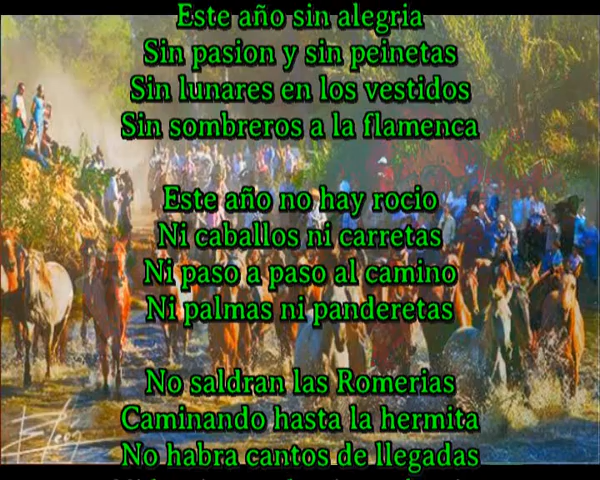 Este año sin alegria
Sin pasion y sin peinetas
Sin lunares en los vestidos
Sin sombreros a la flamenca
Este año no hay rocio
Ni caballos ni carretas
Ni paso a paso al camino
Ni palmas ni panderetas
No saldran las Romerias
Caminando hasta la hermita
No habra cantos de llegadas